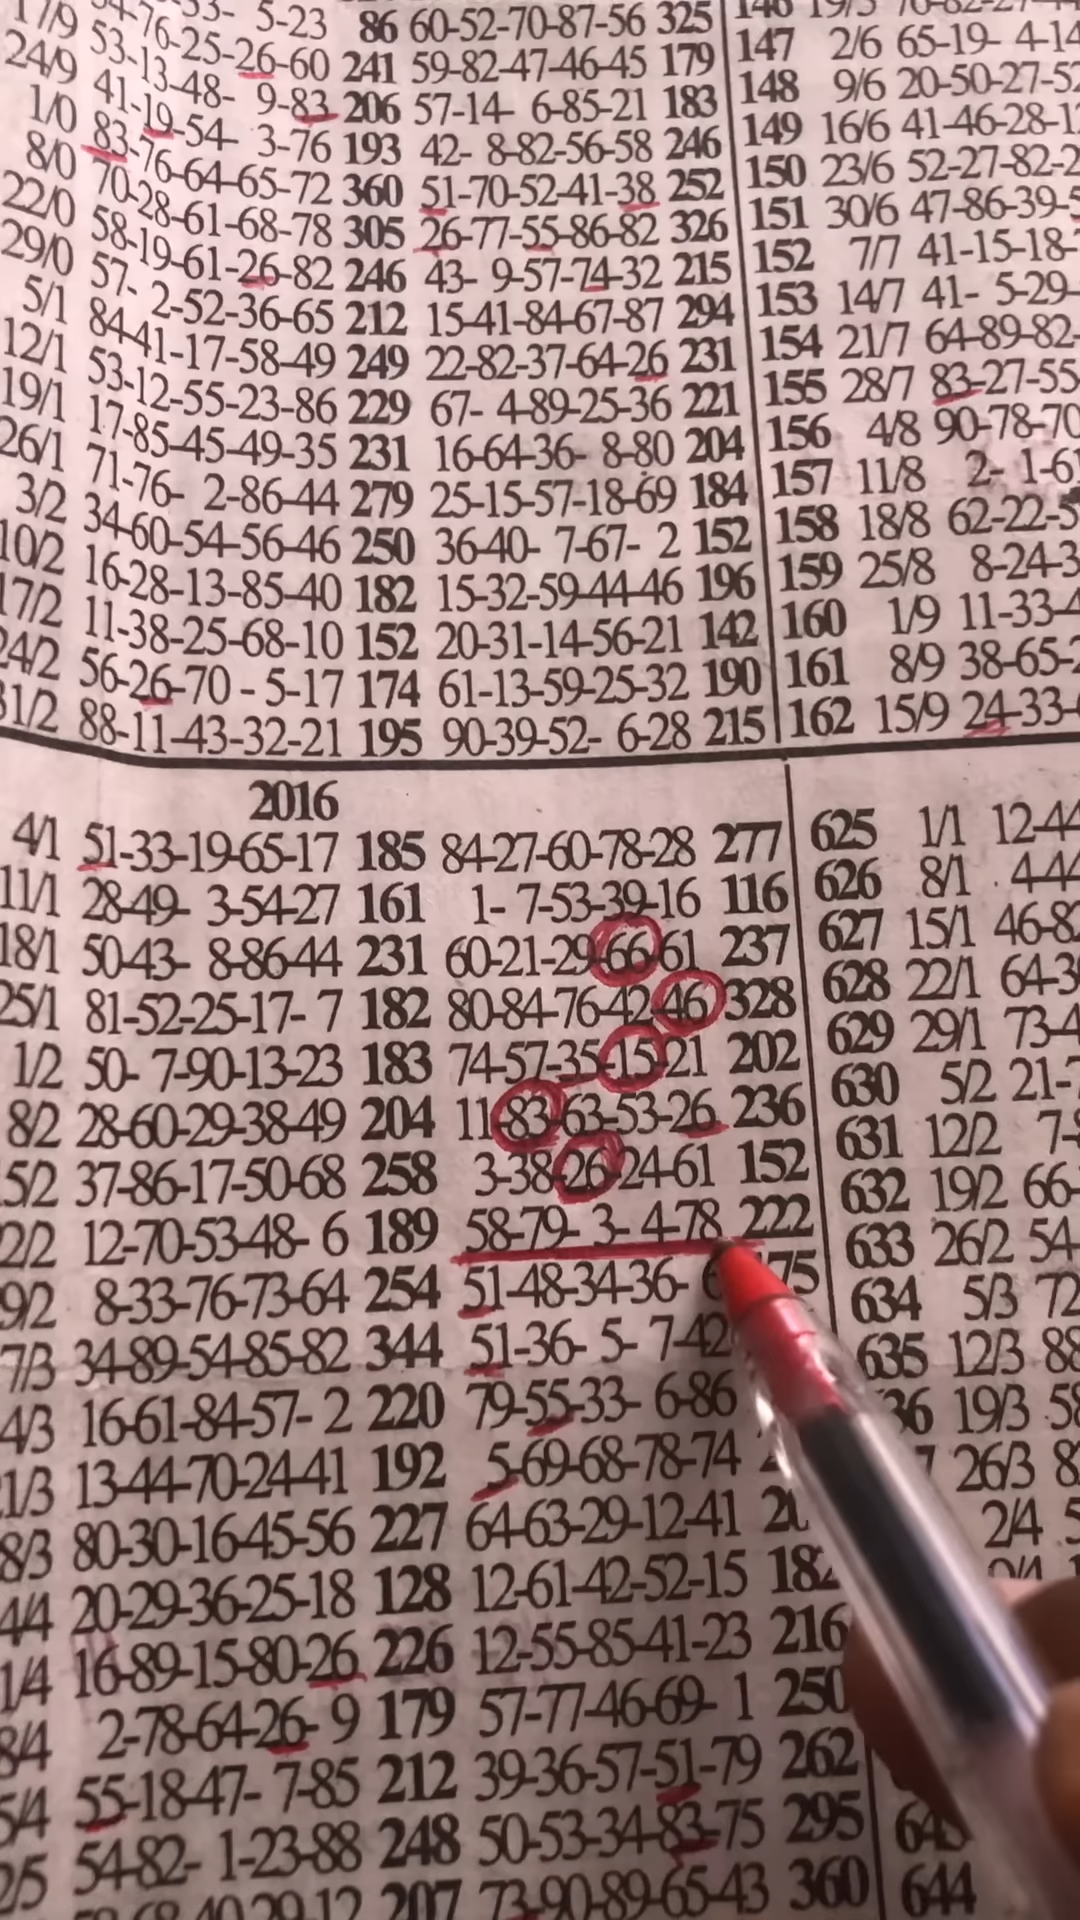 17/9 53- 5-23 86 60-52-70-87-56 325
24/9 53-76-25-26-60 241 59-82-47-46-45 179 147 2/6 65-19- 4-14
1/0 41-13-48- 9-83 206 57-14- 6-85-21 183 148 9/6 20-50-27-52
8/0 83-19-54- 3-76 193 42- 8-82-56-58 246 149 16/6 41-46-28-1
22/0 70-76-64-65-72 360 51-70-52-41-38 252 150 23/6 52-27-82-2
29/0 58-28-61-68-78 305 26-77-55-86-82 326 151 30/6 47-86-39-5
5/1 57-19-61-26-82 246 43- 9-57-74-32 215 152 7/7 41-15-18-
12/1 84- 2-52-36-65 212 15-41-84-67-87 294 153 14/7 41- 5-29-
19/1 53-41-17-58-49 249 22-82-37-64-26 231 154 21/7 64-89-82-
26/1 17-12-55-23-86 229 67- 4-89-25-36 221 155 28/7 83-27-55
3/2 71-85-45-49-35 231 16-64-36- 8-80 204 156 4/8 90-78-70
10/2 34-76- 2-86-44 279 25-15-57-18-69 184 157 11/8 2- 1-61
17/2 16-60-54-56-46 250 36-40- 7-67- 2 152 158 18/8 62-22-5
24/2 11-28-13-85-40 182 15-32-59-44-46 196 159 25/8 8-24-3
31/2 56-38-25-68-10 152 20-31-14-56-21 142 160 1/9 11-33-4
88-26-70 - 5-17 174 61-13-59-25-32 190 161 8/9 38-65-2
11-43-32-21 195 90-39-52- 6-28 215 162 15/9 24-33-
2016
4/1 51-33-19-65-17 185 84-27-60-78-28 277 625 1/1 12-44
11/1 28-49- 3-54-27 161 1- 7-53-39-16 116 626 8/1 4-44
18/1 50-43- 8-86-44 231 60-21-29-66-61 237 627 15/1 46-82
25/1 81-52-25-17- 7 182 80-84-76-42-46 328 628 22/1 64-3
1/2 50- 7-90-13-23 183 74-57-35-15-21 202 629 29/1 73-4
8/2 28-60-29-38-49 204 11-83-63-53-26 236 630 5/2 21-
5/2 37-86-17-50-68 258 3-38-26-24-61 152 631 12/2 7-
2/2 12-70-53-48- 6 189 58-79- 3- 4-78 222 632 19/2 66-
9/2 8-33-76-73-64 254 51-48-34-36- 75 633 26/2 54-
7/3 34-89-54-85-82 344 51-36- 5- 7-42 634 5/3 72
4/3 16-61-84-57- 2 220 79-55-33- 6-86 635 12/3 88
1/3 13-44-70-24-41 192 5-69-68-78-74 36 19/3 58
8/3 80-30-16-45-56 227 64-63-29-12-41 26/3 8
4/4 20-29-36-25-18 128 12-61-42-52-15 182 2/4 5
1/4 16-89-15-80-26 226 12-55-85-41-23 216
8/4 2-78-64-26- 9 179 57-77-46-69- 1 250
5/4 55-18-47- 7-85 212 39-36-57-51-79 262
2/5 54-82- 1-23-88 248 50-53-34-83-75 295 643
207 73-90-89-65-43 360 644